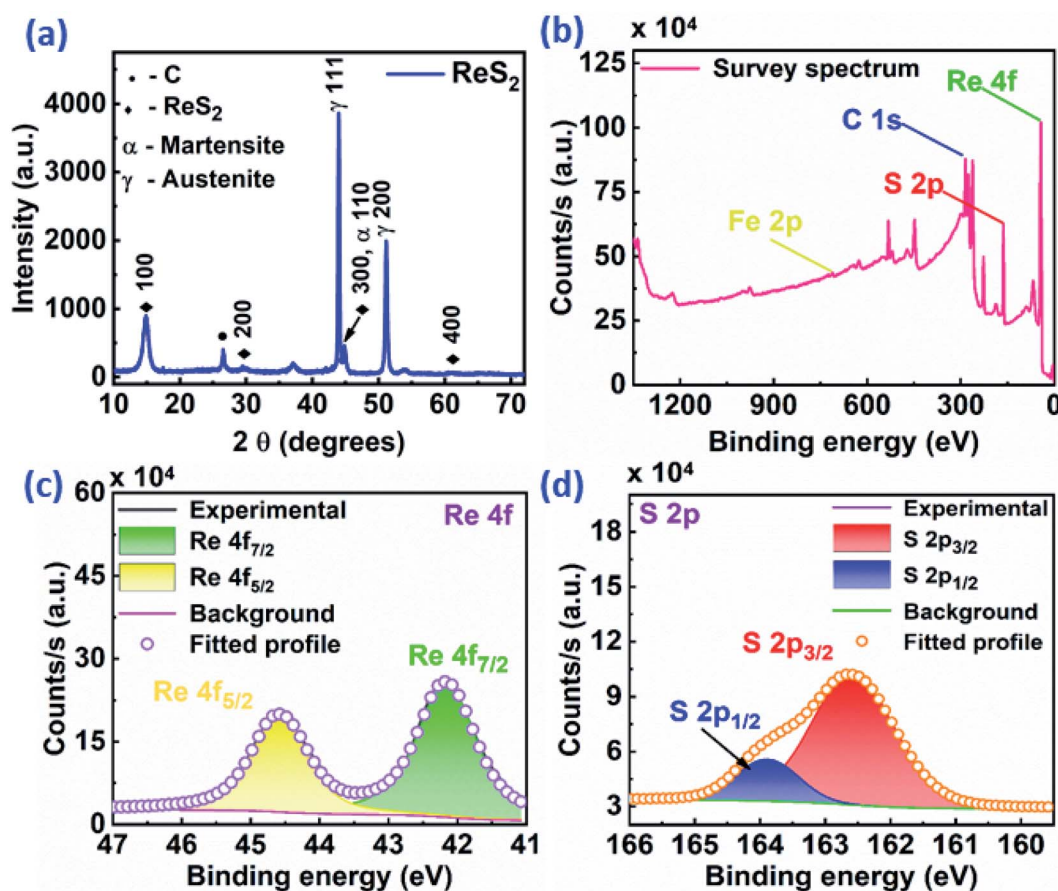 (a)
ReS₂
• - C
◆ - ReS₂
α - Martensite
γ - Austenite
100
200
γ 111
300, α 110
γ 200
400
4000
3000
2000
1000
0
10 20 30 40 50 60 70
Intensity (a.u.)
2 θ (degrees)
(b)
x 10⁴
Survey spectrum
Re 4f
C 1s
S 2p
Fe 2p
125
100
75
50
25
0
1200 900 600 300 0
Counts/s (a.u.)
Binding energy (eV)
(c)
x 10⁴
Experimental
Re 4f₇/₂
Re 4f₅/₂
Background
Fitted profile
Re 4f
Re 4f₇/₂
Re 4f₅/₂
60
45
30
15
0
47 46 45 44 43 42 41
Counts/s (a.u.)
Binding energy (eV)
(d)
x 10⁴
S 2p
Experimental
S 2p₃/₂
S 2p₁/₂
Background
Fitted profile
S 2p₃/₂
S 2p₁/₂
18
15
12
9
6
3
166 165 164 163 162 161 160
Counts/s (a.u.)
Binding energy (eV)